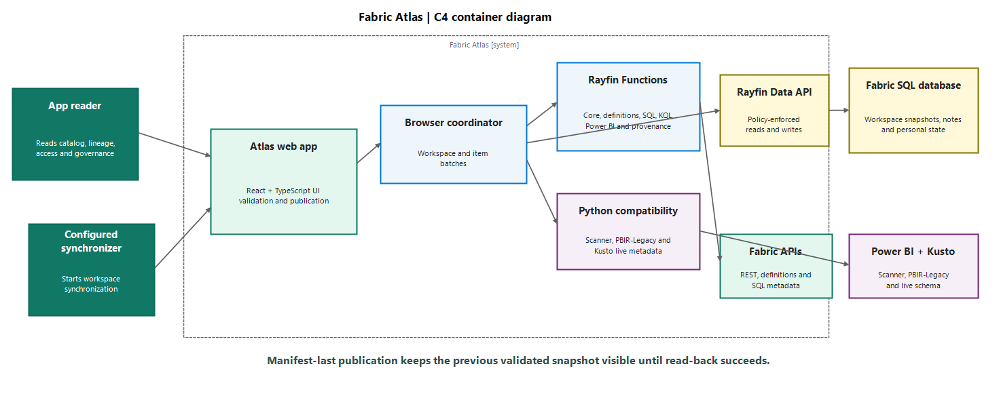 Fabric Atlas | C4 container diagram
Fabric Atlas [system]
App reader
Reads catalog, lineage,
access and governance
Configured
synchronizer
Starts workspace
synchronization
Atlas web app
React + TypeScript UI
validation and publication
Browser coordinator
Workspace and item
batches
Rayfin Functions
Core, definitions, SQL, KQL,
Power BI and provenance
Python compatibility
Scanner, PBIR-Legacy and
Kusto live metadata
Rayfin Data API
Policy-enforced
reads and writes
Fabric APIs
REST, definitions and
SQL metadata
Fabric SQL database
Workspace snapshots, notes
and personal state
Power BI + Kusto
Scanner, PBIR-Legacy
and live schema
Manifest-last publication keeps the previous validated snapshot visible until read-back succeeds.